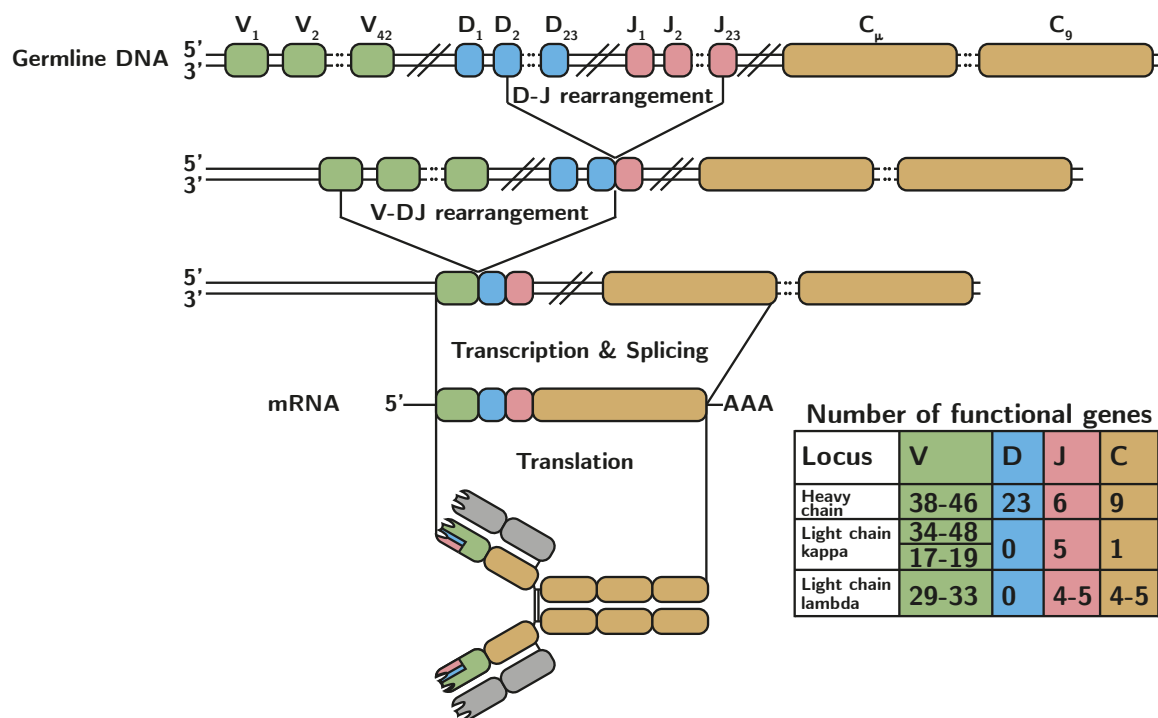 V1 V2 V42 D1 D2 D23 J1 J2 J23 Cμ C9
Germline DNA 5' 3'
D-J rearrangement
5' 3'
V-DJ rearrangement
5' 3'
Transcription & Splicing
mRNA 5' AAA
Translation
Number of functional genes
Locus V D J C
Heavy chain 38-46 23 6 9
Light chain kappa 34-48 17-19 0 5 1
Light chain lambda 29-33 0 4-5 4-5